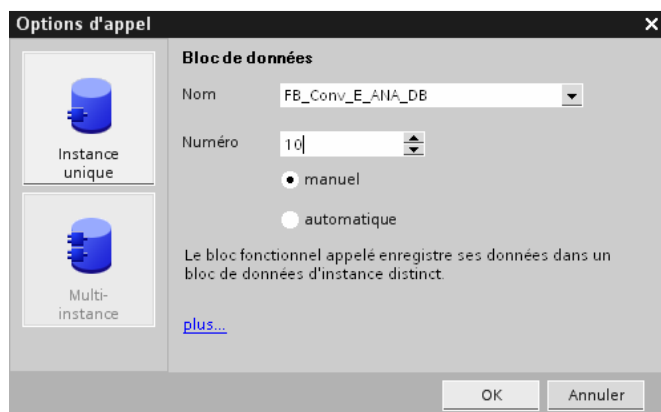 Options d'appel
Instance
unique
Multi-
instance
Bloc de données
Nom
FB_Conv_E_ANA_DB
Numéro
10
manuel
automatique
Le bloc fonctionnel appelé enregistre ses données dans un
bloc de données d'instance distinct.
plus...
OK
Annuler